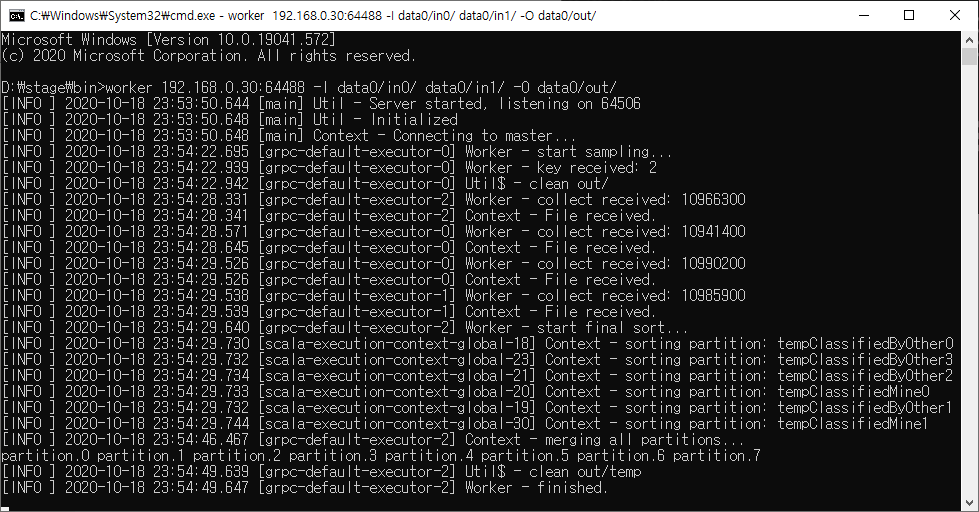 C:\Windows\System32\cmd.exe - worker  192.168.0.30:64488 -I data0/in0/ data0/in1/ -O data0/out/
Microsoft Windows [Version 10.0.19041.572]
(c) 2020 Microsoft Corporation. All rights reserved.
D:₩stage₩bin>worker 192.168.0.30:64488 -I data0/in0/ data0/in1/ -O data0/out/
[INFO ] 2020-10-18 23:53:50.644 [main] Util - Server started, listening on 64506
[INFO ] 2020-10-18 23:53:50.648 [main] Util - Initialized
[INFO ] 2020-10-18 23:53:50.648 [main] Context - Connecting to master...
[INFO ] 2020-10-18 23:54:22.695 [grpc-default-executor-0] Worker - start sampling...
[INFO ] 2020-10-18 23:54:22.939 [grpc-default-executor-0] Worker - key received: 2
[INFO ] 2020-10-18 23:54:22.942 [grpc-default-executor-0] Util$ - clean out/
[INFO ] 2020-10-18 23:54:28.331 [grpc-default-executor-2] Worker - collect received: 10966300
[INFO ] 2020-10-18 23:54:28.341 [grpc-default-executor-2] Context - File received.
[INFO ] 2020-10-18 23:54:28.571 [grpc-default-executor-0] Worker - collect received: 10941400
[INFO ] 2020-10-18 23:54:28.645 [grpc-default-executor-0] Context - File received.
[INFO ] 2020-10-18 23:54:29.526 [grpc-default-executor-0] Worker - collect received: 10990200
[INFO ] 2020-10-18 23:54:29.526 [grpc-default-executor-0] Context - File received.
[INFO ] 2020-10-18 23:54:29.538 [grpc-default-executor-1] Worker - collect received: 10985900
[INFO ] 2020-10-18 23:54:29.539 [grpc-default-executor-1] Context - File received.
[INFO ] 2020-10-18 23:54:29.640 [grpc-default-executor-2] Worker - start final sort...
[INFO ] 2020-10-18 23:54:29.730 [scala-execution-context-global-18] Context - sorting partition: tempClassifiedByOther0
[INFO ] 2020-10-18 23:54:29.732 [scala-execution-context-global-23] Context - sorting partition: tempClassifiedByOther3
[INFO ] 2020-10-18 23:54:29.734 [scala-execution-context-global-21] Context - sorting partition: tempClassifiedByOther2
[INFO ] 2020-10-18 23:54:29.733 [scala-execution-context-global-20] Context - sorting partition: tempClassifiedMine0
[INFO ] 2020-10-18 23:54:29.732 [scala-execution-context-global-19] Context - sorting partition: tempClassifiedByOther1
[INFO ] 2020-10-18 23:54:29.744 [scala-execution-context-global-30] Context - sorting partition: tempClassifiedMine1
[INFO ] 2020-10-18 23:54:46.467 [grpc-default-executor-2] Context - merging all partitions...
partition.0 partition.1 partition.2 partition.3 partition.4 partition.5 partition.6 partition.7
[INFO ] 2020-10-18 23:54:49.639 [grpc-default-executor-2] Util$ - clean out/temp
[INFO ] 2020-10-18 23:54:49.647 [grpc-default-executor-2] Worker - finished.